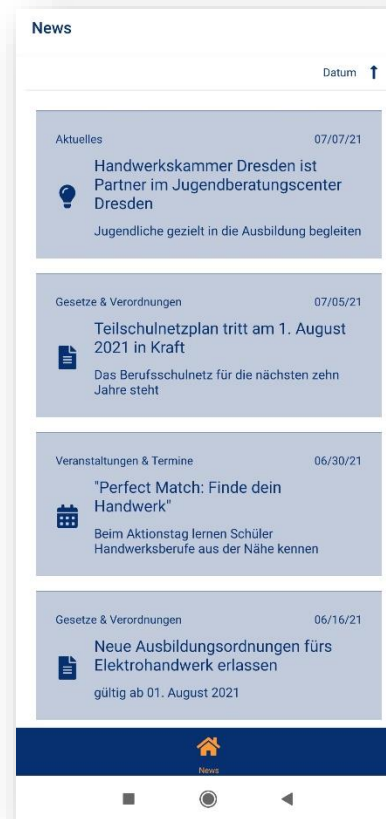 News
Datum
Aktuelles 07/07/21
Handwerkskammer Dresden ist
Partner im Jugendberatungscenter
Dresden
Jugendliche gezielt in die Ausbildung begleiten
Gesetze & Verordnungen 07/05/21
Teilschulnetzplan tritt am 1. August
2021 in Kraft
Das Berufsschulnetz für die nächsten zehn
Jahre steht
Veranstaltungen & Termine 06/30/21
"Perfect Match: Finde dein
Handwerk"
Beim Aktionstag lernen Schüler
Handwerksberufe aus der Nähe kennen
Gesetze & Verordnungen 06/16/21
Neue Ausbildungsordnungen fürs
Elektrohandwerk erlassen
gültig ab 01. August 2021
News